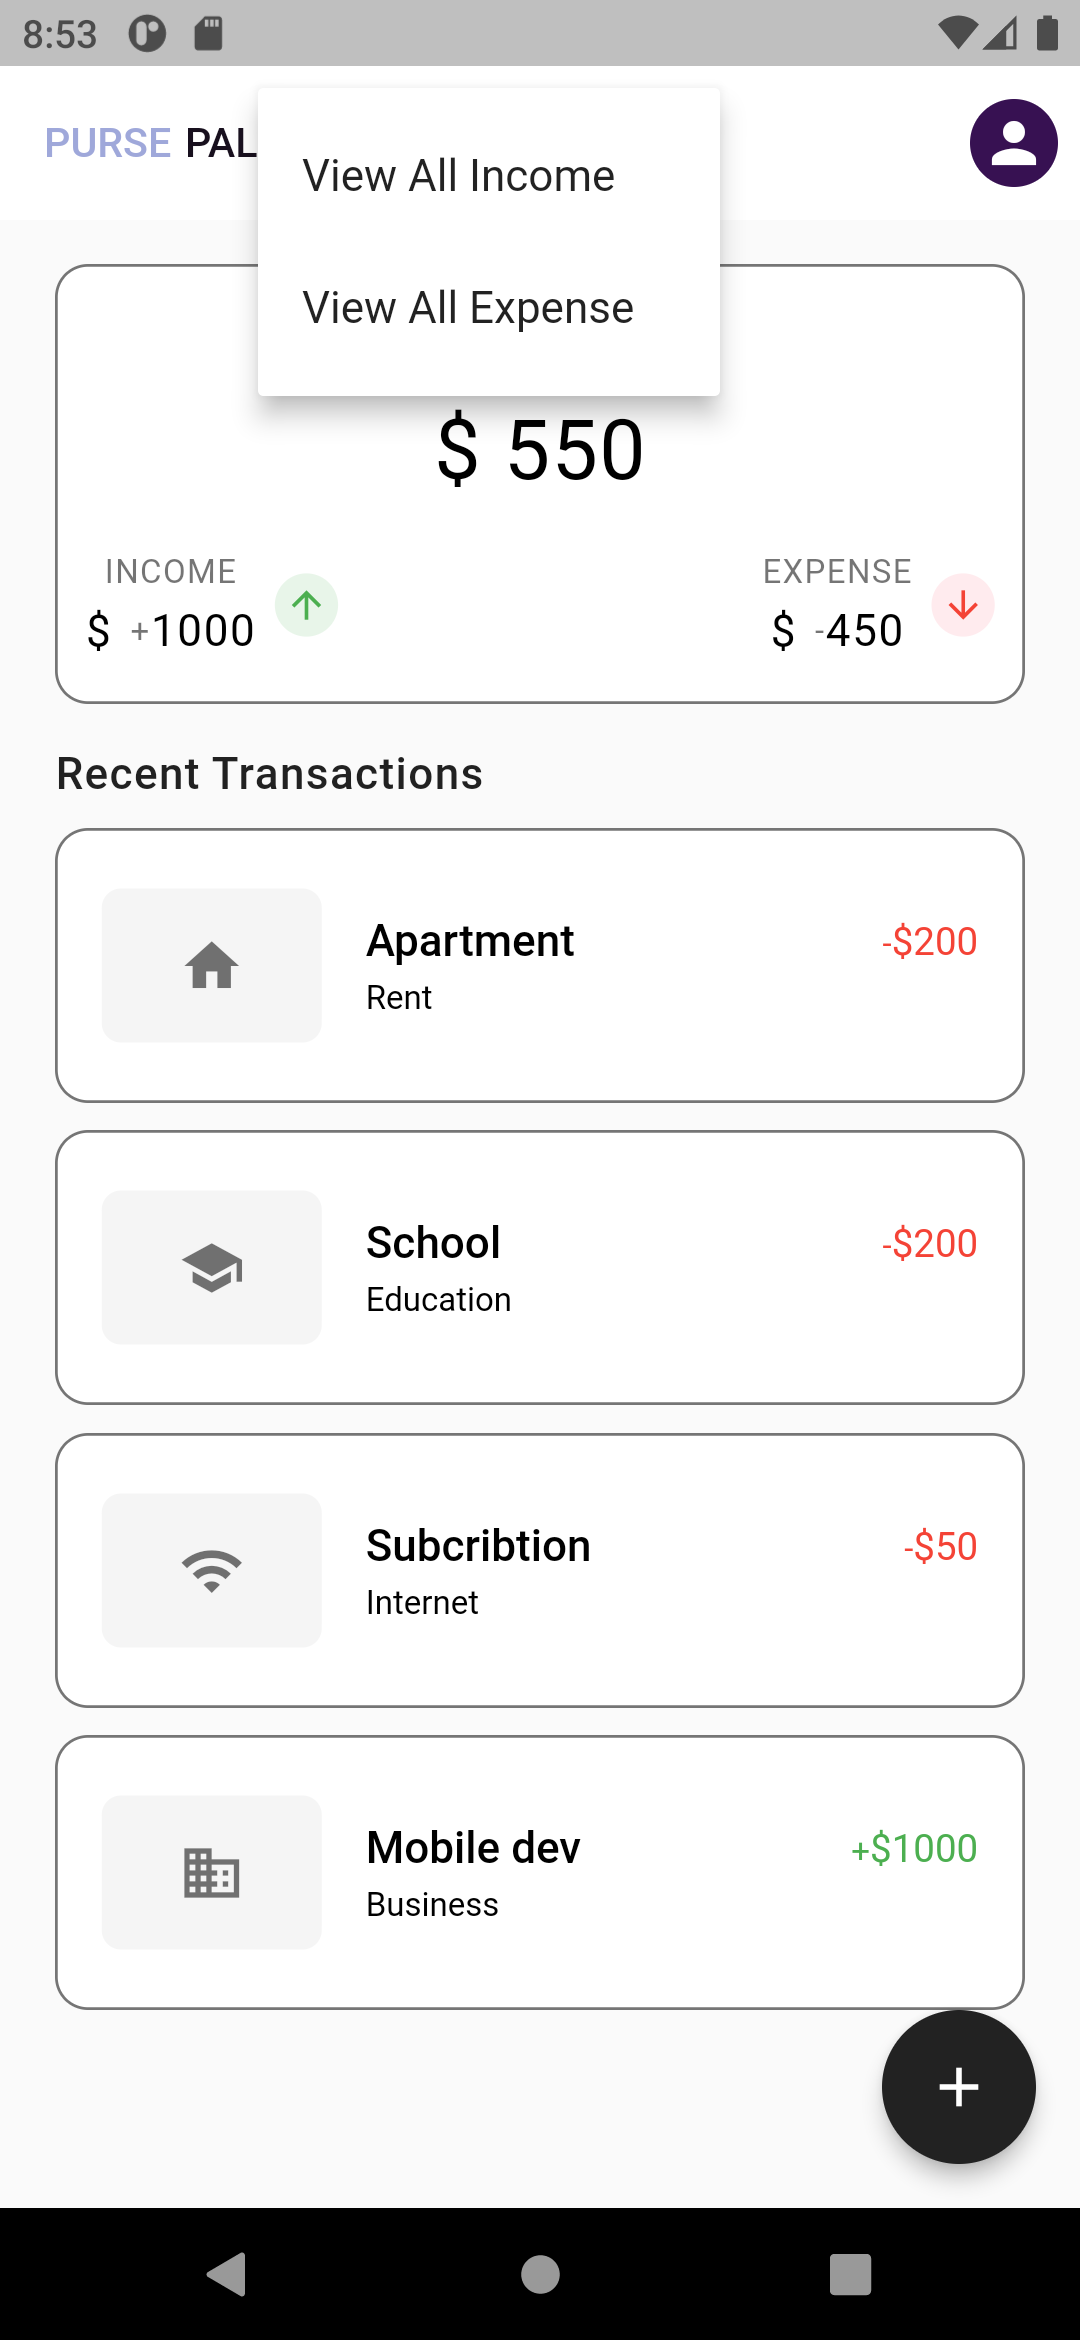 8:53
PURSE PAL
View All Income
View All Expense
$ 550
INCOME
$ +1000
EXPENSE
$ -450
Recent Transactions
Apartment
-$200
Rent
School
-$200
Education
Subcribtion
-$50
Internet
Mobile dev
+$1000
Business